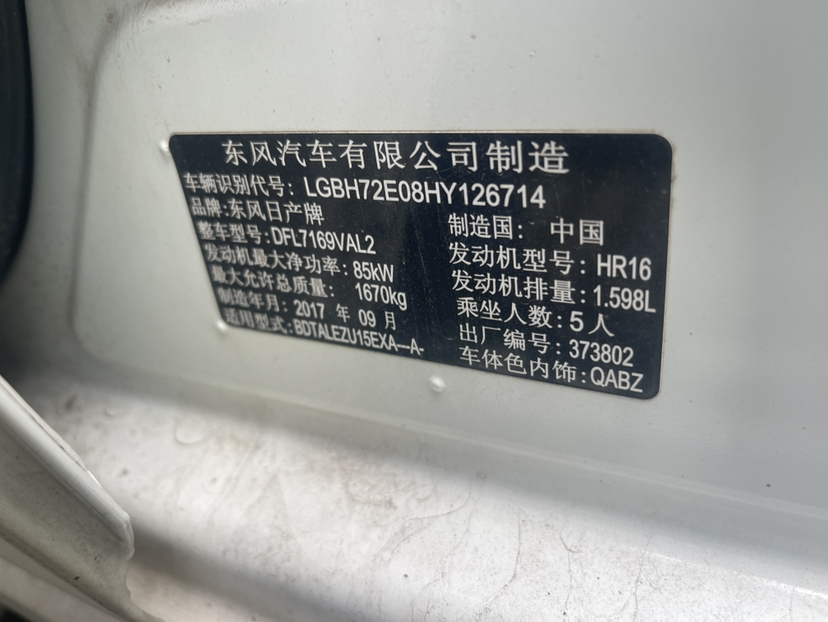 东风汽车有限公司制造
车辆识别代号: LGBH72E08HY126714
品牌: 东风日产牌
制造国: 中国
整车型号: DFL7169VAL2
发动机型号: HR16
发动机最大净功率: 85kW
发动机排量: 1.598L
最大允许总质量: 1670kg
乘坐人数: 5人
制造年月: 2017 年 09 月
出厂编号: 373802
适用型式: BDTALEZU15EXA---A-
车体色内饰: QABZ